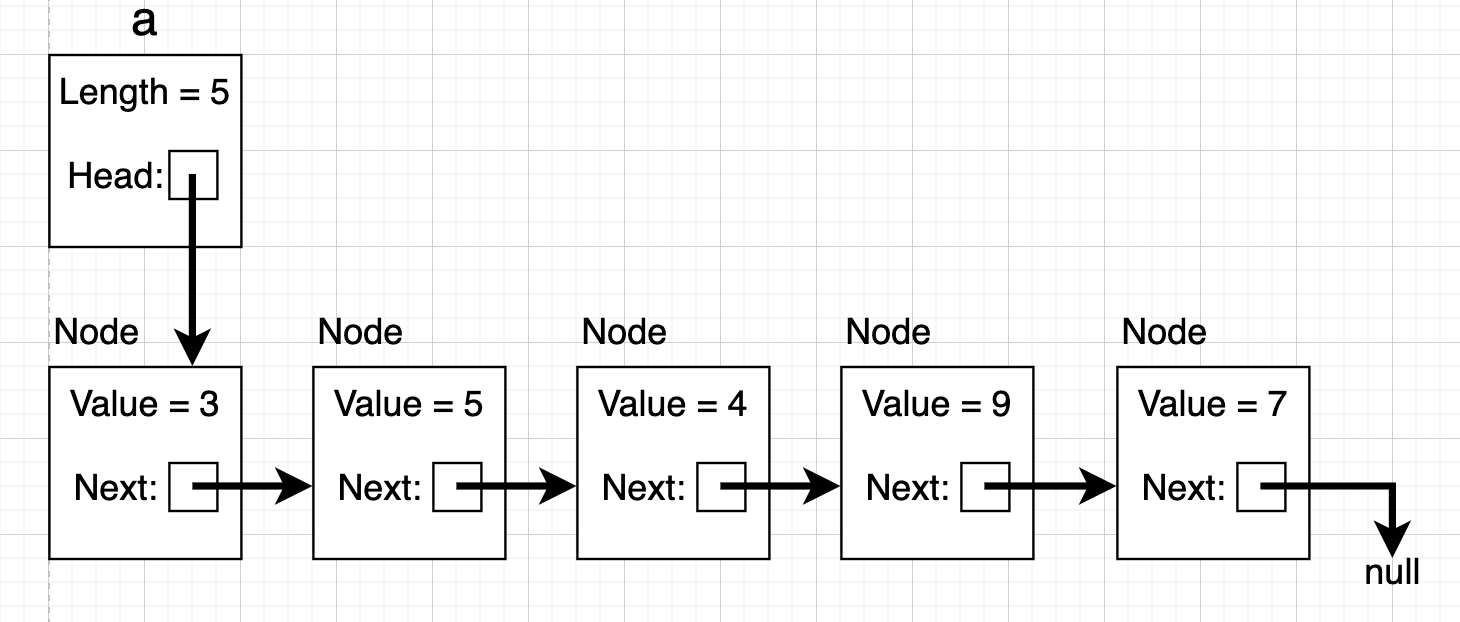 a
Length = 5
Head:
Node
Node
Node
Node
Node
Value = 3
Value = 5
Value = 4
Value = 9
Value = 7
Next:
Next:
Next:
Next:
Next:
null